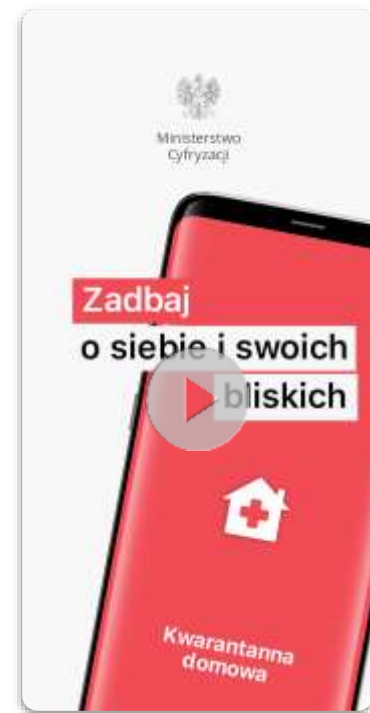 Ministerstwo
Cyfryzacji
Zadbaj
o siebie i swoich
bliskich
Kwarantanna
domowa